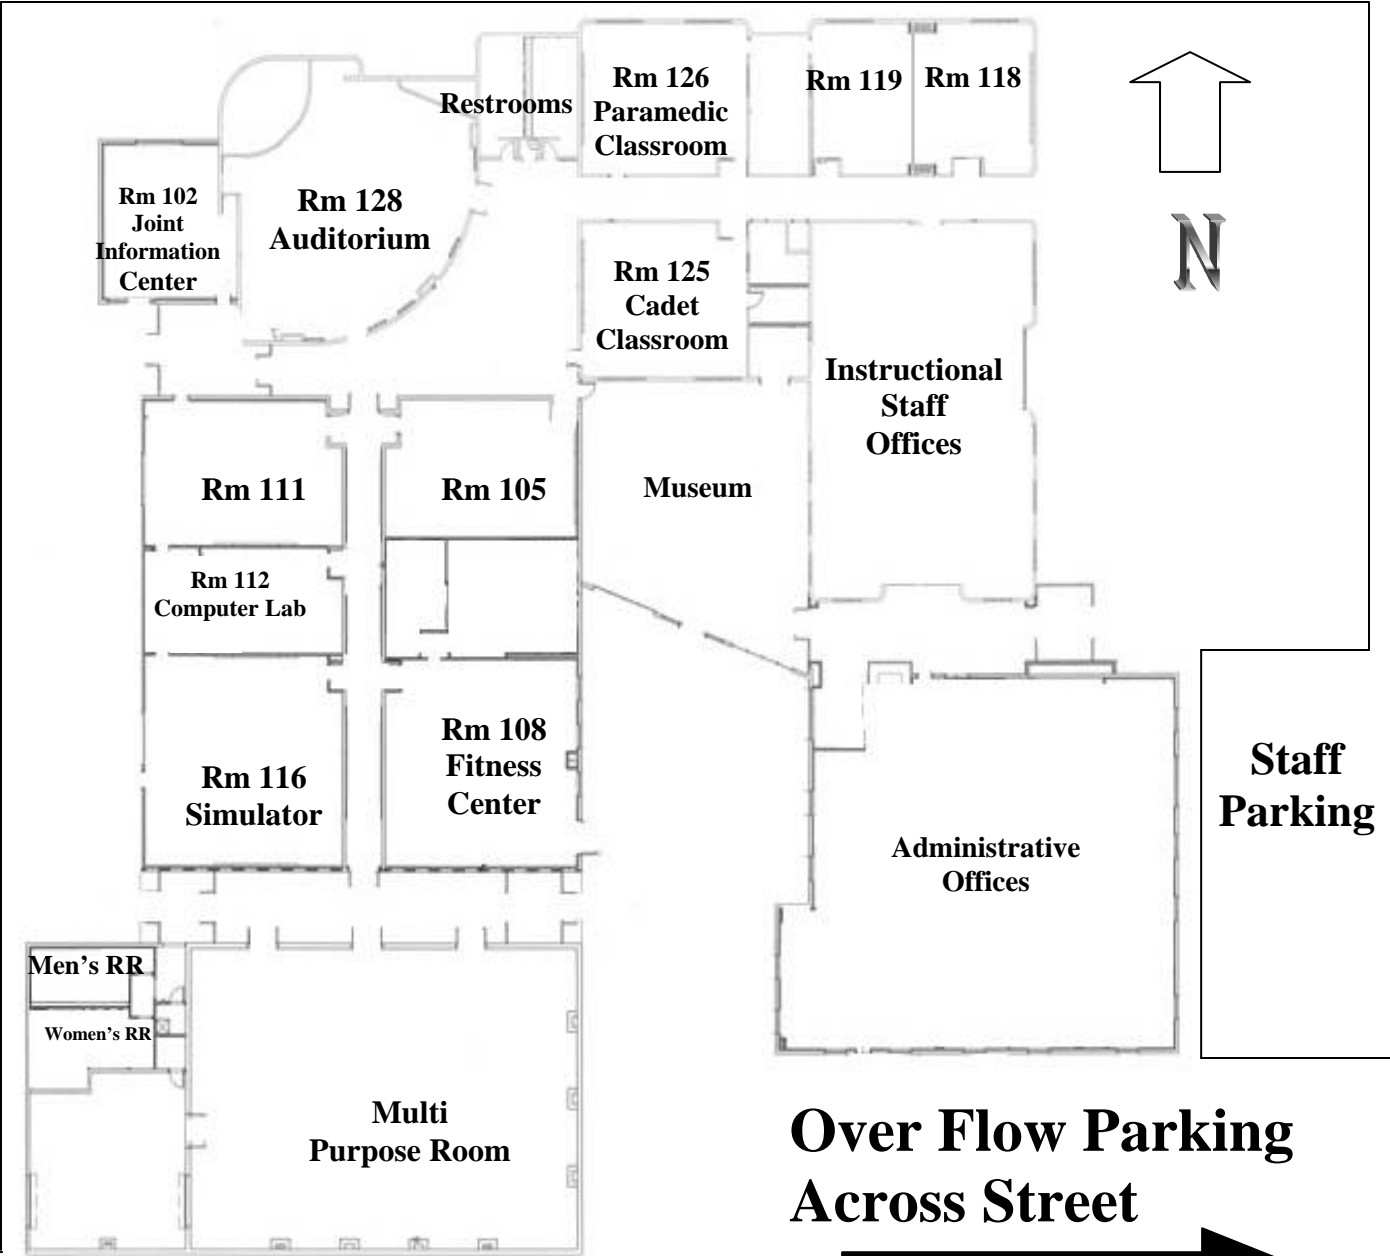 Rm 126
Paramedic
Classroom
Rm 119
Rm 118
Restrooms
Rm 102
Joint
Information
Center
Rm 128
Auditorium
N
Rm 125
Cadet
Classroom
Instructional
Staff
Offices
Rm 111
Rm 105
Museum
Rm 112
Computer Lab
Rm 108
Fitness
Center
Rm 116
Simulator
Staff
Parking
Administrative
Offices
Men’s RR
Women’s RR
Multi
Purpose Room
Over Flow Parking
Across Street